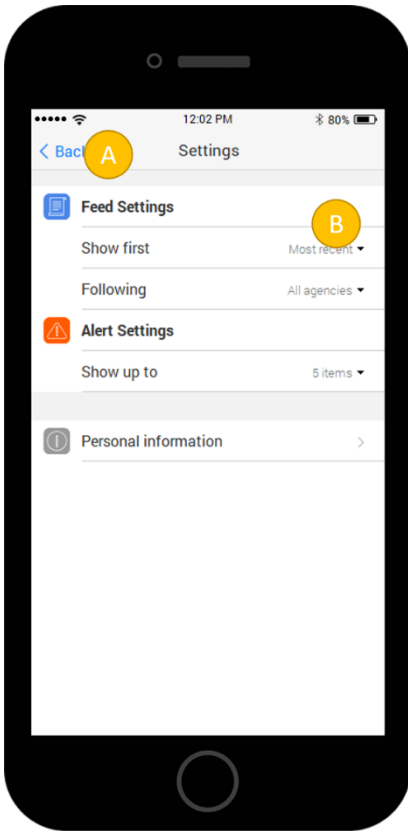 12:02 PM
80%
A
Settings
Feed Settings
B
Show first
Most recent
Following
All agencies
Alert Settings
Show up to
5 items
Personal information